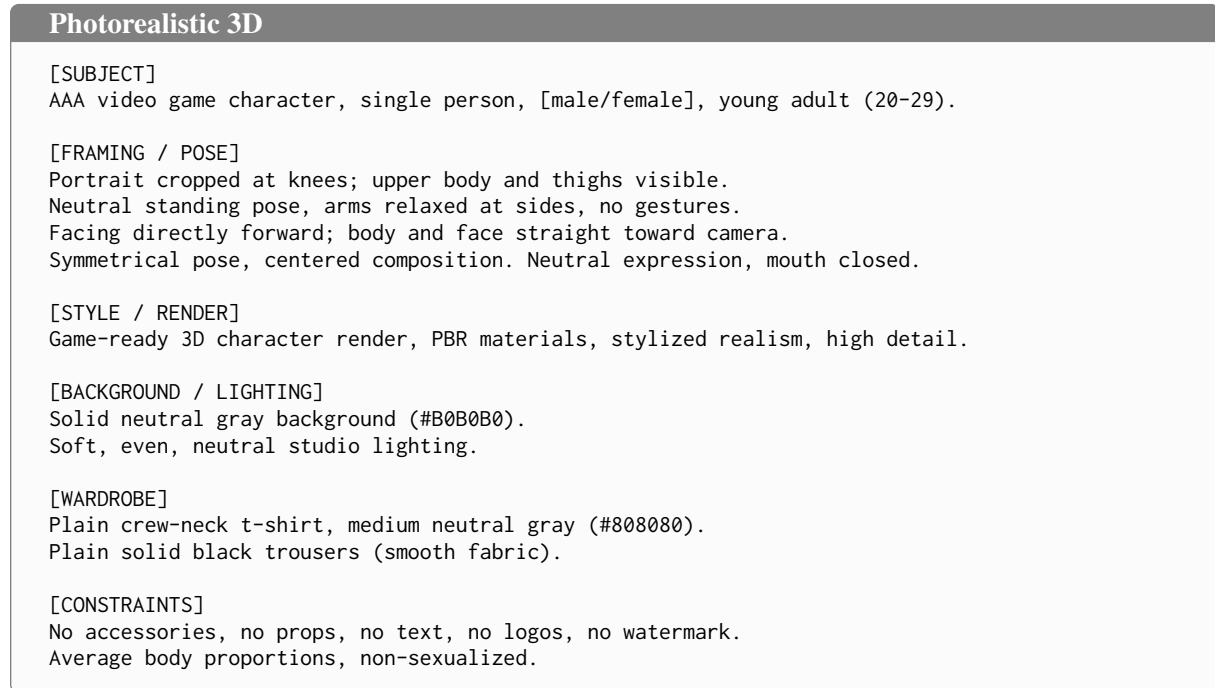 Photorealistic 3D
[SUBJECT]
AAA video game character, single person, [male/female], young adult (20-29).
[FRAMING / POSE]
Portrait cropped at knees; upper body and thighs visible.
Neutral standing pose, arms relaxed at sides, no gestures.
Facing directly forward; body and face straight toward camera.
Symmetrical pose, centered composition. Neutral expression, mouth closed.
[STYLE / RENDER]
Game-ready 3D character render, PBR materials, stylized realism, high detail.
[BACKGROUND / LIGHTING]
Solid neutral gray background (#B0B0B0).
Soft, even, neutral studio lighting.
[WARDROBE]
Plain crew-neck t-shirt, medium neutral gray (#808080).
Plain solid black trousers (smooth fabric).
[CONSTRAINTS]
No accessories, no props, no text, no logos, no watermark.
Average body proportions, non-sexualized.